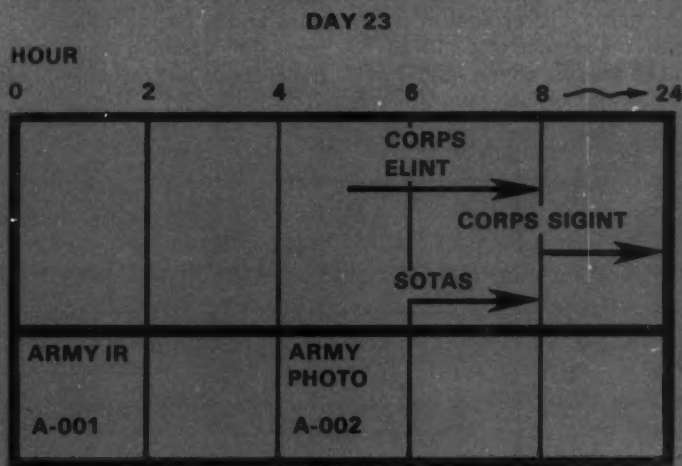 DAY 23
HOUR
0 2 4 6 8 24
CORPS
ELINT
CORPS SIGINT
SOTAS
ARMY IR
ARMY
PHOTO
A-001
A-002